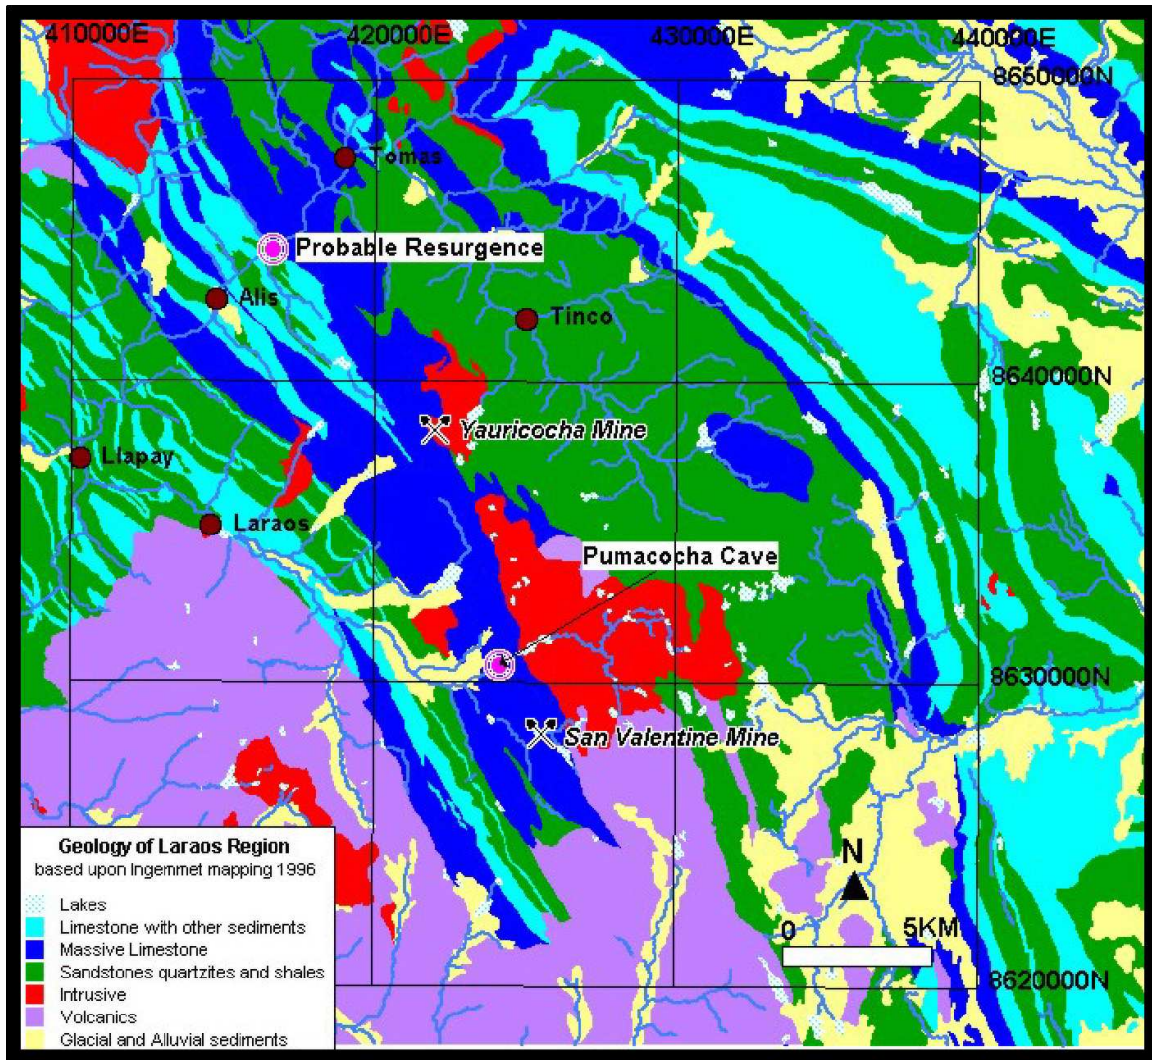 410000E
420000E
430000E
440000E
8650000N
Tomas
Probable Resurgence
Alis
Tinco
8640000N
Yauricocha Mine
Llapay
Laraos
Pumacocha Cave
8630000N
San Valentine Mine
Geology of Laraos Region
based upon Ingemmet mapping 1996
Lakes
Limestone with other sediments
Massive Limestone
Sandstones quartzites and shales
Intrusive
Volcanics
Glacial and Alluvial sediments
N
0 5KM
8620000N